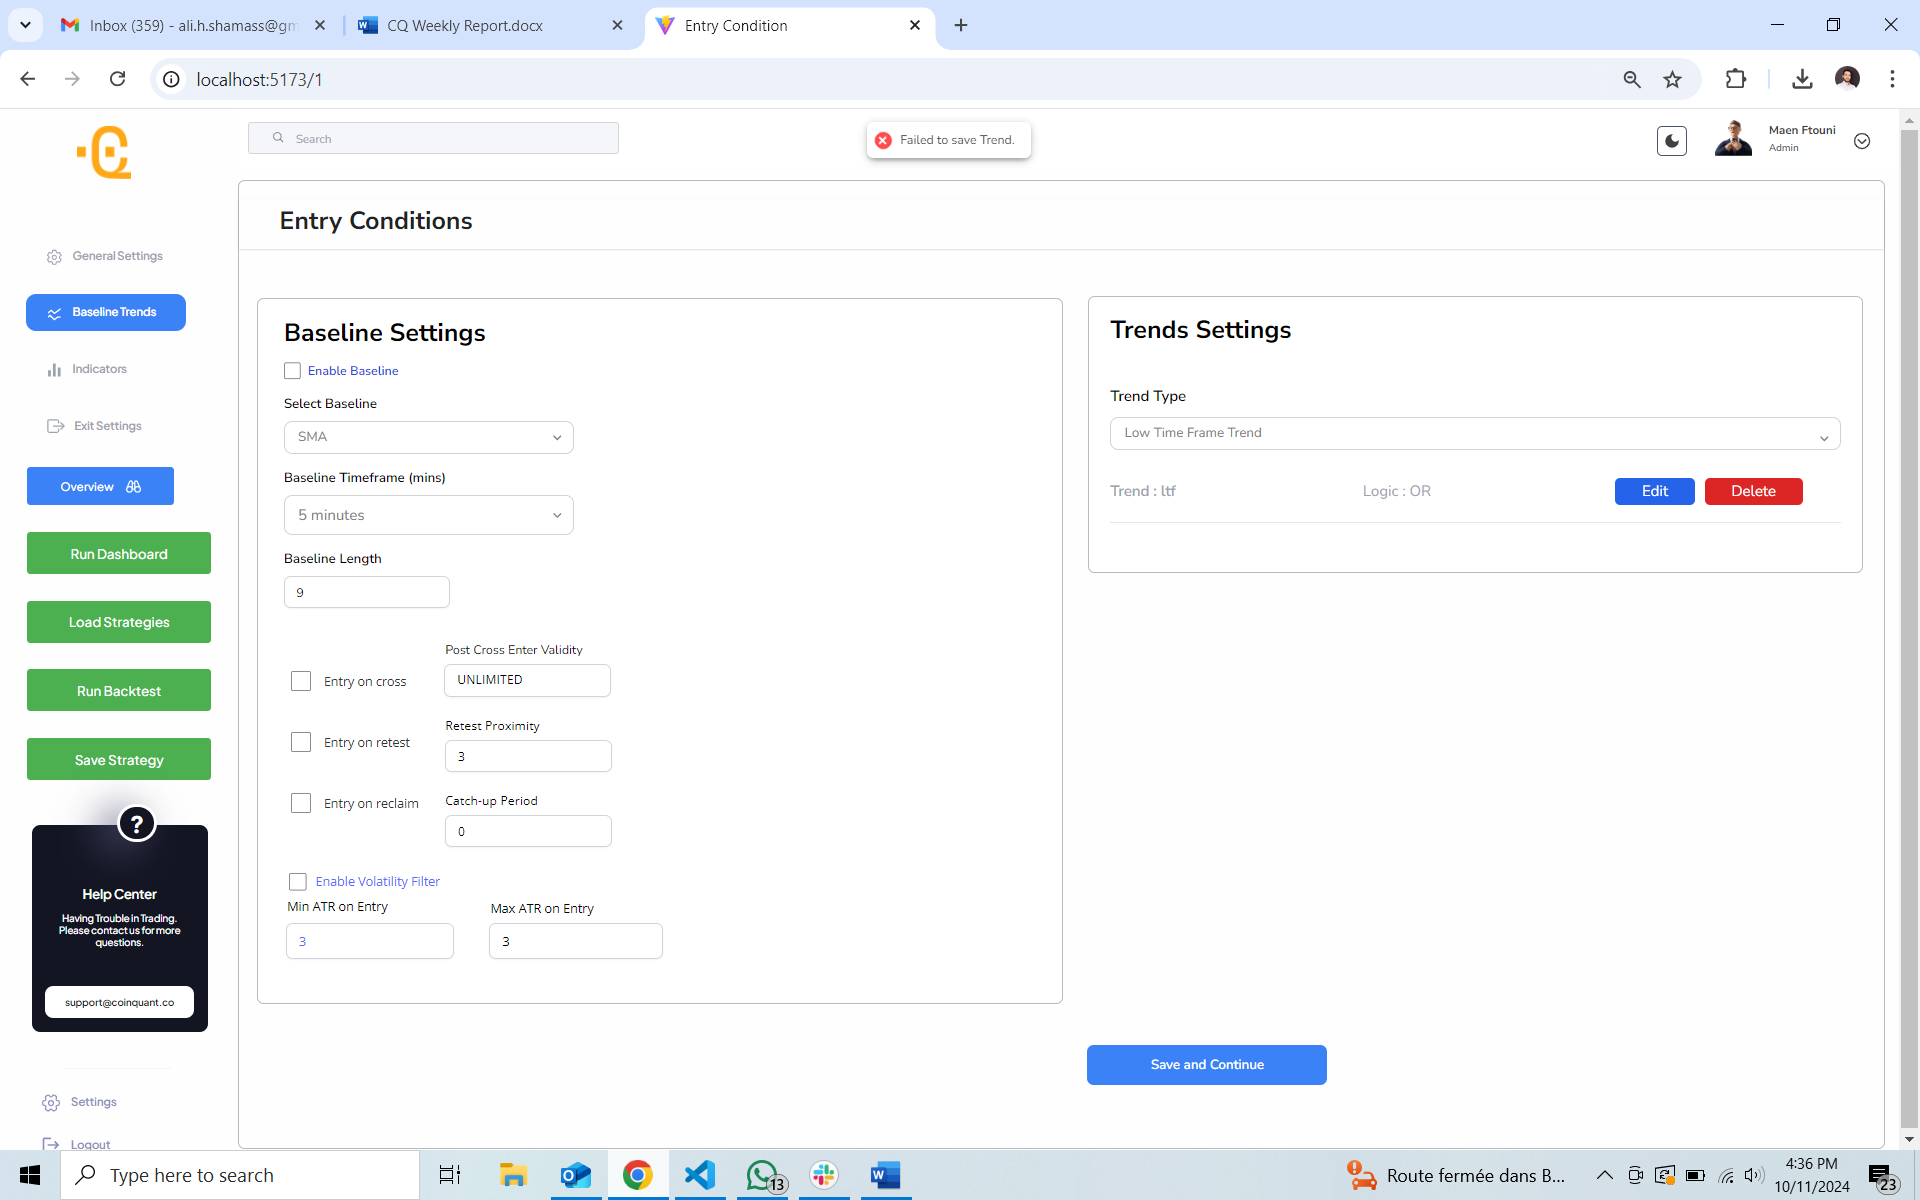 Inbox (359) - ali.h.shamass@gm
CQ Weekly Report.docx
Entry Condition
localhost:5173/1
Search
Failed to save Trend.
Maen Ftouni
Admin
Entry Conditions
General Settings
Baseline Trends
Indicators
Exit Settings
Overview
Run Dashboard
Load Strategies
Run Backtest
Save Strategy
?
Help Center
Having Trouble in Trading.
Please contact us for more
questions.
support@coinquant.co
Settings
Logout
Baseline Settings
Enable Baseline
Select Baseline
SMA
Baseline Timeframe (mins)
5 minutes
Baseline Length
9
Post Cross Enter Validity
Entry on cross
UNLIMITED
Retest Proximity
Entry on retest
3
Catch-up Period
Entry on reclaim
0
Enable Volatility Filter
Min ATR on Entry
Max ATR on Entry
3
3
Trends Settings
Trend Type
Low Time Frame Trend
Trend : ltf
Logic : OR
Edit
Delete
Save and Continue
Type here to search
13
Route fermée dans B...
4:36 PM
10/11/2024
23